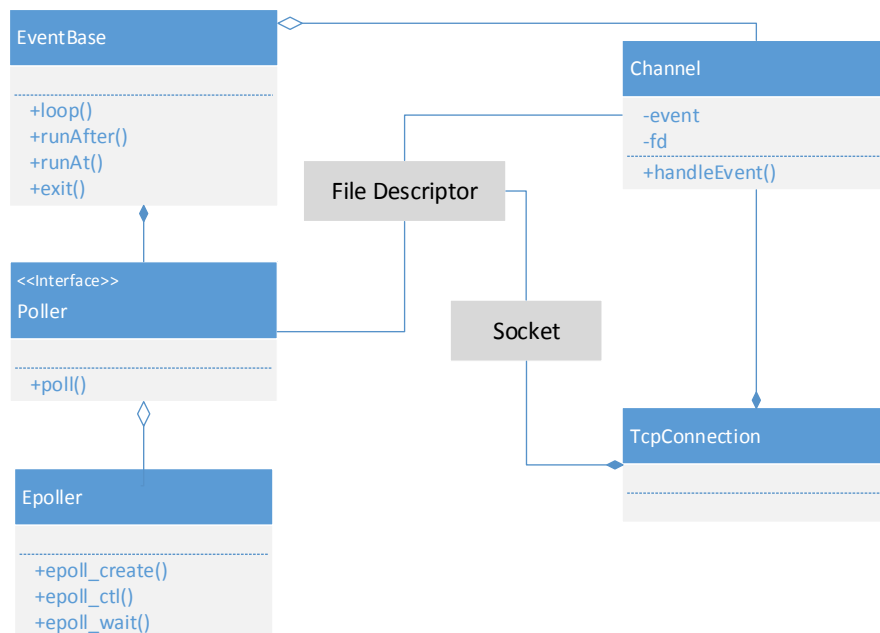 EventBase
+loop()
+runAfter()
+runAt()
+exit()
Channel
-event
-fd
+handleEvent()
File Descriptor
<<Interface>>
Poller
+poll()
Socket
TcpConnection
Epoller
+epoll_create()
+epoll_ctl()
+epoll_wait()